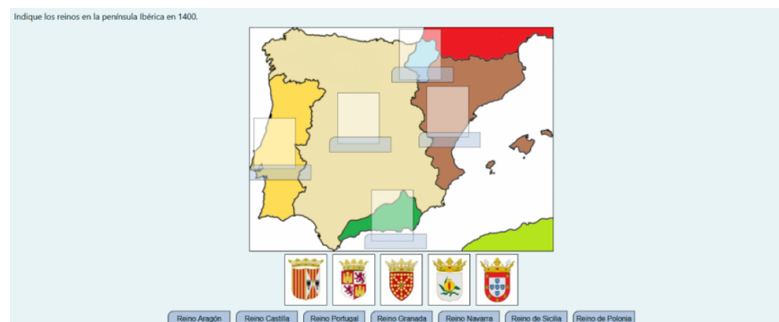 Indique los reinos en la península Ibérica en 1400.
Reino Aragón Reino Castilla Reino Portugal Reino Granada Reino Navarra Reino de Sicilia Reino de Polonia